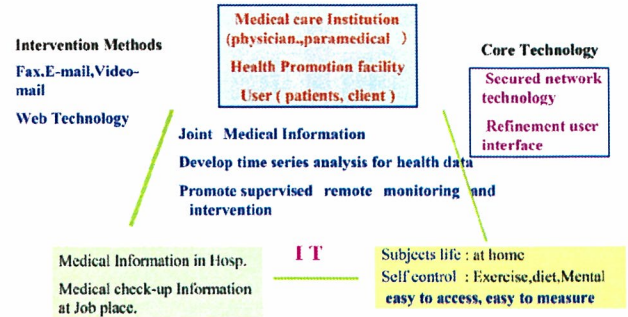 Medical care Institution
(physician.,paramedical )
Health Promotion facility
User ( patients, client )
Intervention Methods
Fax.E-mail,Video-
mail
Web Technology
Core Technology
Secured network
technology
Refinement user
interface
Joint Medical Information
Develop time series analysis for health data
Promote supervised remote monitoring and
intervention
Medical Information in Hosp.
Medical check-up Information
at Job place.
I T
Subjects life : at home
Self control : Exercise,diet,Mental
easy to access, easy to measure